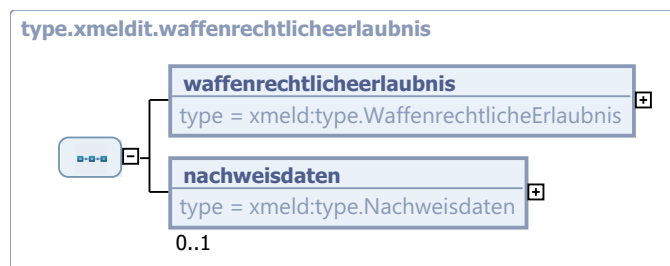 type.xmeldit.waffenrechtlicheerlaubnis
waffenrechtlicheerlaubnis
type = xmeld:type.WaffenrechtlicheErlaubnis
nachweisdaten
type = xmeld:type.Nachweisdaten
0..1